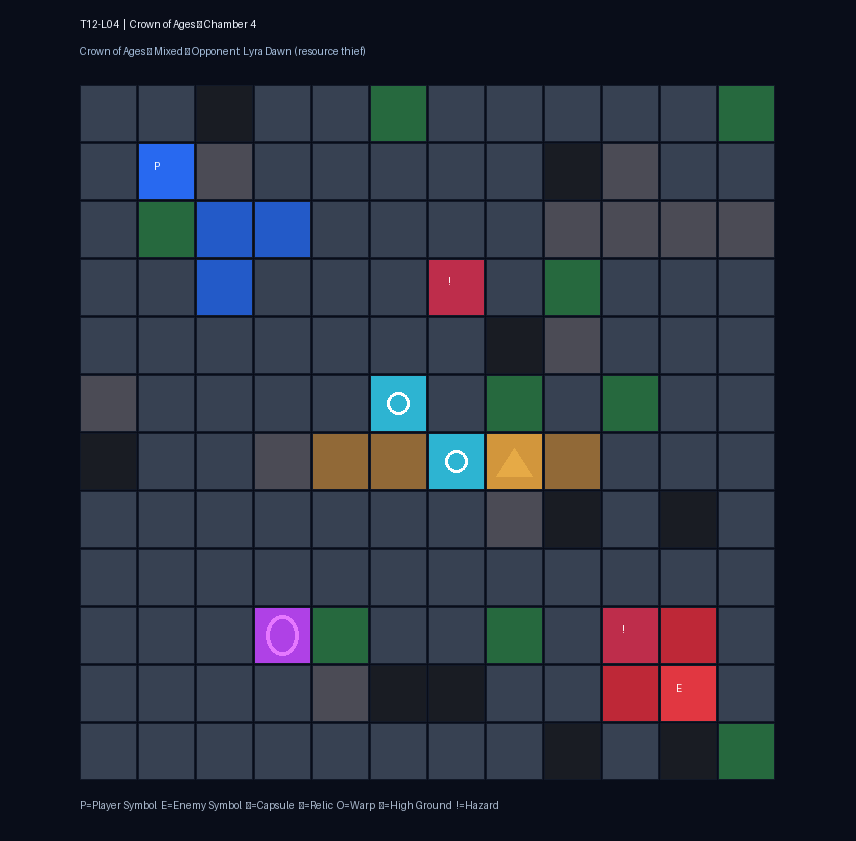 T12-L04 | Crown of Ages▯Chamber 4
Crown of Ages▯Mixed ▯Opponent: Lyra Dawn (resource thief)
P
!
!
E
P=Player Symbol E=Enemy Symbol ▯=Capsule ▯=Relic O=Warp ▯=High Ground !=Hazard